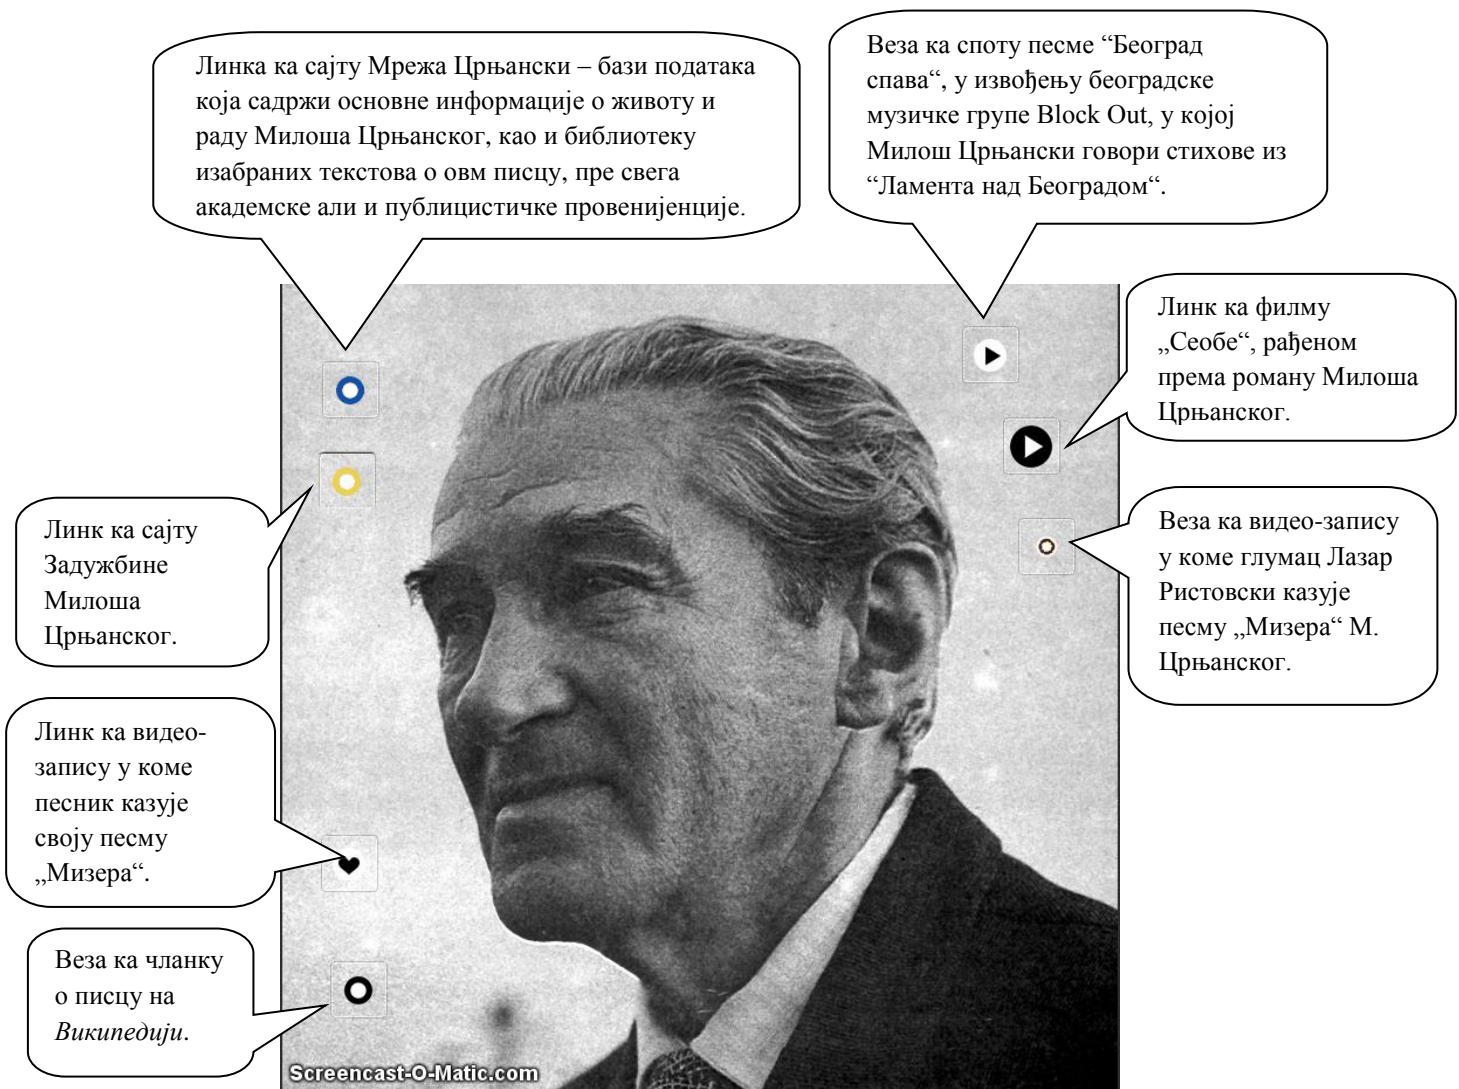 Линка ка сајту Мрежа Црњански – бази података
која садржи основне информације о животу и
раду Милоша Црњанског, као и библиотеку
изабраних текстова о овм писцу, пре свега
академске али и публицистичке провенијенције.
Веза ка споту песме “Београд
спава“, у извођењу београдске
музичке групе Block Out, у којој
Милош Црњански говори стихове из
“Ламента над Београдом“.
Линк ка филму
„Сеобе“, рађеном
према роману Милоша
Црњанског.
Линк ка сајту
Задужбине
Милоша
Црњанског.
Веза ка видео-запису
у коме глумац Лазар
Ристовски казује
песму „Мизера“ М.
Црњанског.
Линк ка видео-
запису у коме
песник казује
своју песму
„Мизера“.
Веза ка чланку
о писцу на
Википедији.
Screencast-O-Matic.com